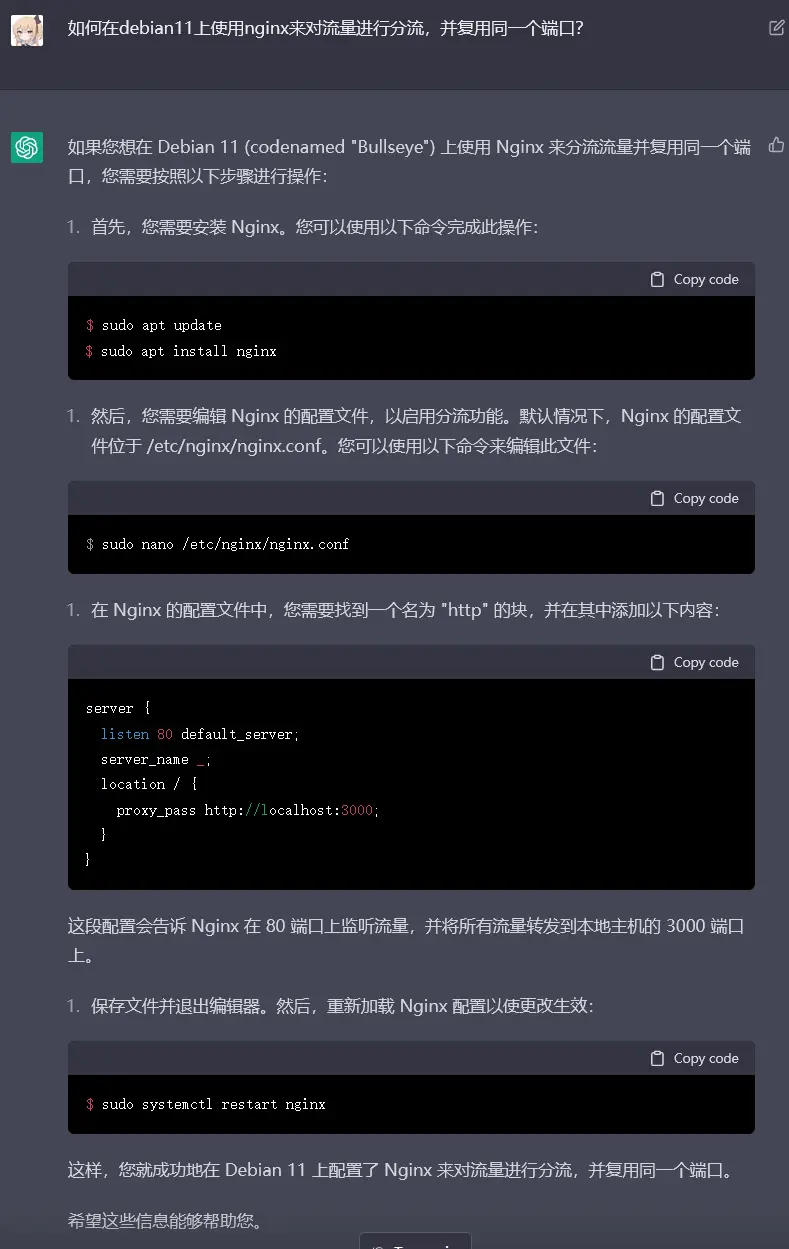 如何在debian11上使用nginx来对流量进行分流，并复用同一个端口？
如果您想在 Debian 11 (codenamed "Bullseye") 上使用 Nginx 来分流流量并复用同一个端
口，您需要按照以下步骤进行操作：
1. 首先，您需要安装 Nginx。您可以使用以下命令完成此操作：
Copy code
$ sudo apt update
$ sudo apt install nginx
1. 然后，您需要编辑 Nginx 的配置文件，以启用分流功能。默认情况下，Nginx 的配置文
件位于 /etc/nginx/nginx.conf。您可以使用以下命令来编辑此文件：
Copy code
$ sudo nano /etc/nginx/nginx.conf
1. 在 Nginx 的配置文件中，您需要找到一个名为 "http" 的块，并在其中添加以下内容：
Copy code
server {
listen 80 default_server;
server_name _;
location / {
proxy_pass http://localhost:3000;
}
}
这段配置会告诉 Nginx 在 80 端口上监听流量，并将所有流量转发到本地主机的 3000 端口
上。
1. 保存文件并退出编辑器。然后，重新加载 Nginx 配置以使更改生效：
Copy code
$ sudo systemctl restart nginx
这样，您就成功地在 Debian 11 上配置了 Nginx 来对流量进行分流，并复用同一个端口。
希望这些信息能够帮助您。